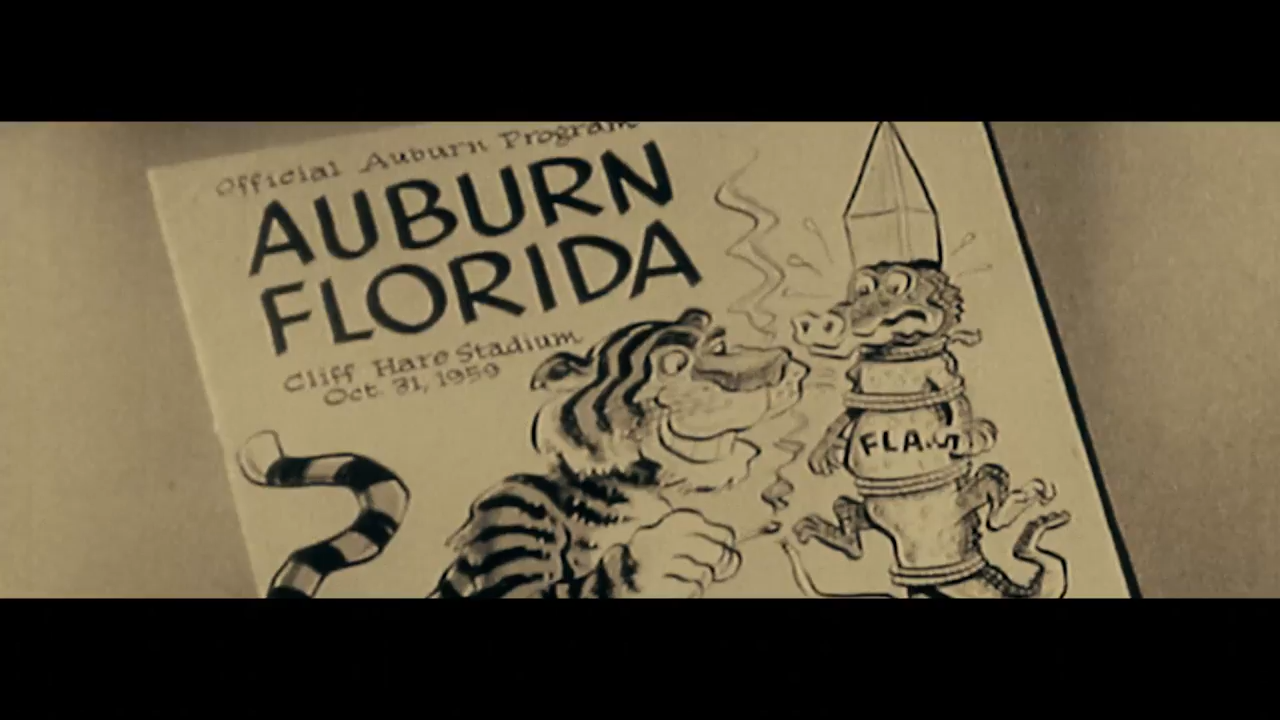 Official Auburn Program
AUBURN
FLORIDA
Cliff Hare Stadium
Oct. 31, 1959
FLA.